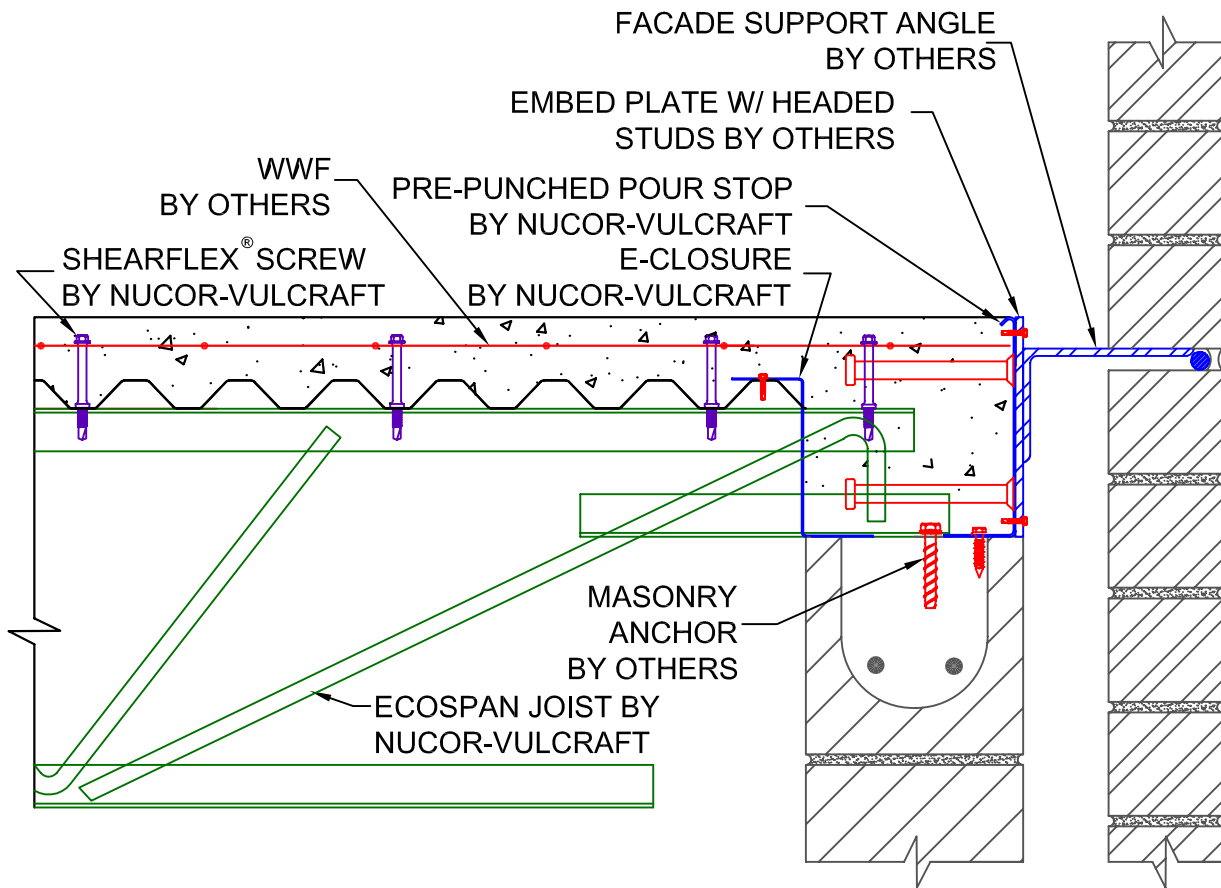 FACADE SUPPORT ANGLE
BY OTHERS
EMBED PLATE W/ HEADED
STUDS BY OTHERS
WWF
BY OTHERS
PRE-PUNCHED POUR STOP
BY NUCOR-VULCRAFT
E-CLOSURE
BY NUCOR-VULCRAFT
SHEARFLEX® SCREW
BY NUCOR-VULCRAFT
MASONRY
ANCHOR
BY OTHERS
ECOSPAN JOIST BY
NUCOR-VULCRAFT